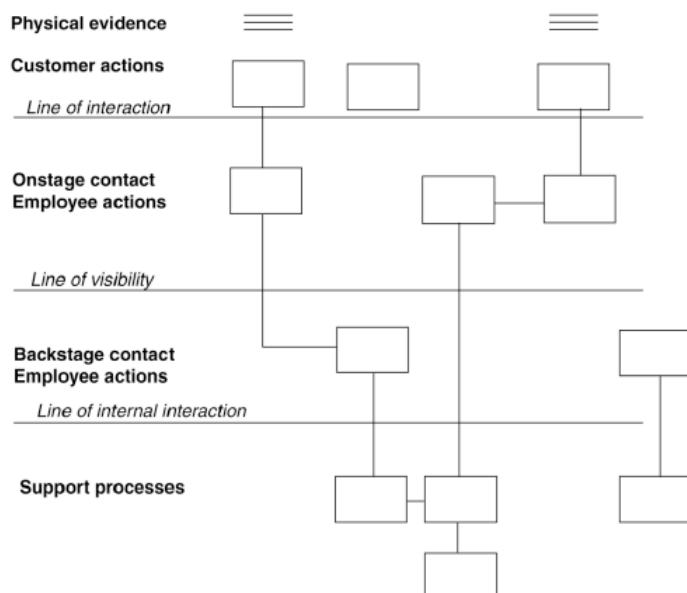 Physical evidence
Customer actions
Line of interaction
Onstage contact
Employee actions
Line of visibility
Backstage contact
Employee actions
Line of internal interaction
Support processes